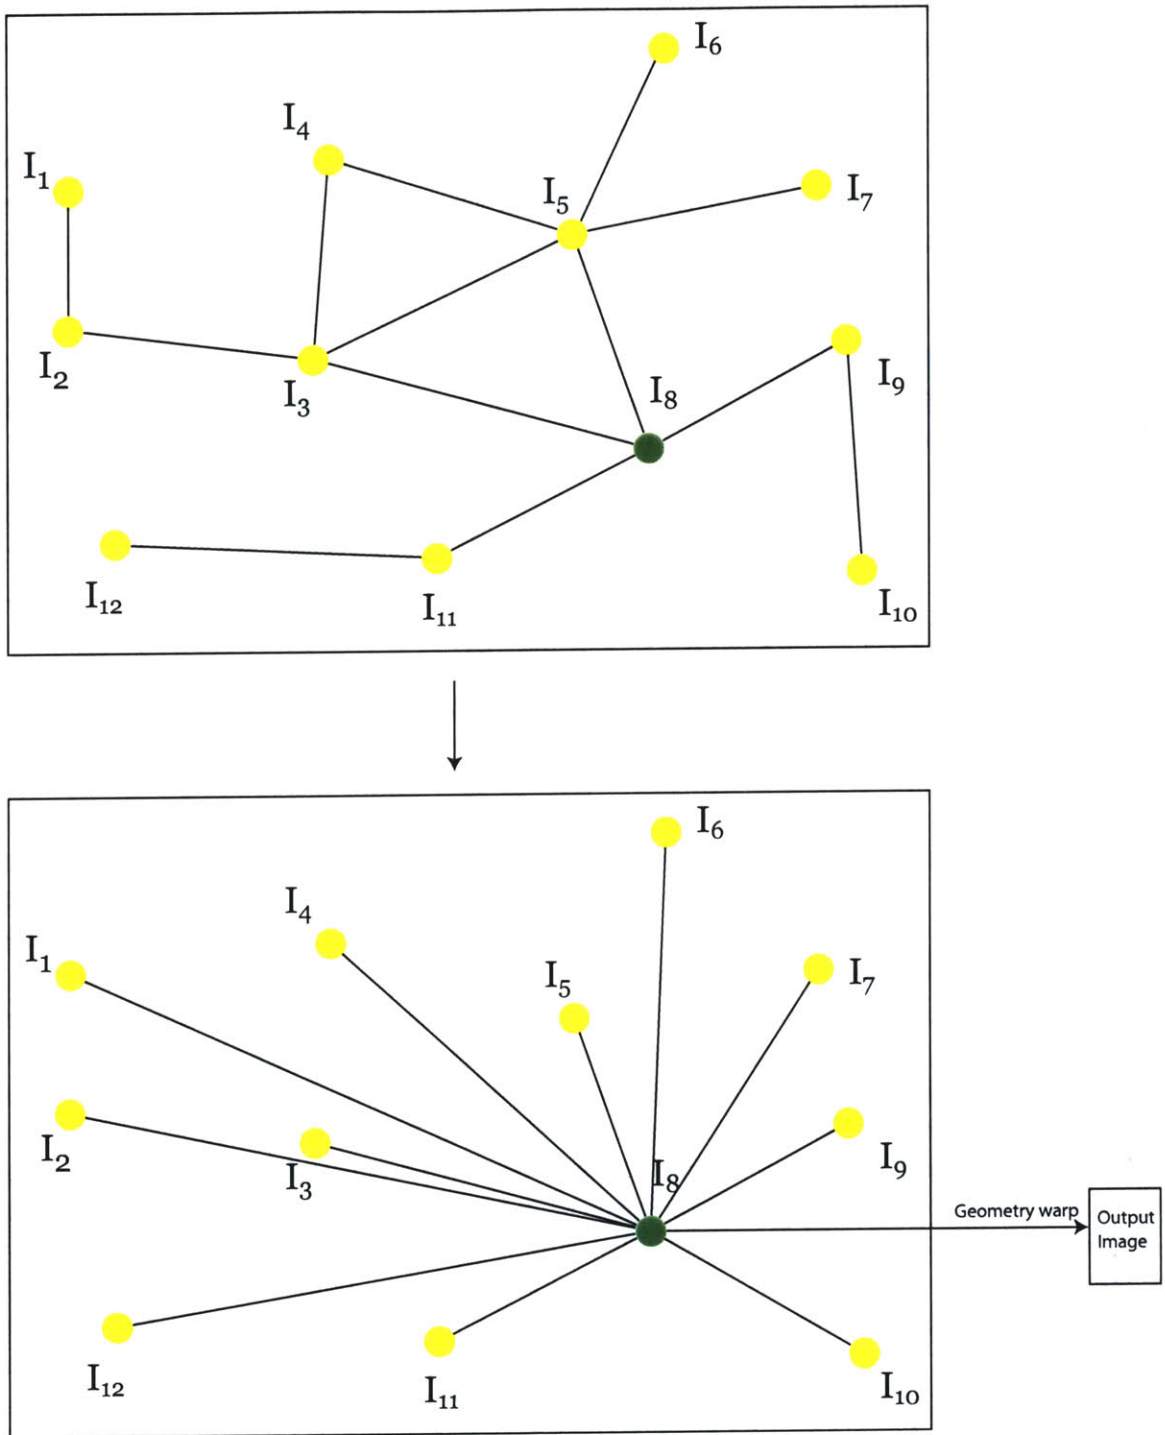 I6
I4
I1
I5
I7
I2
I3
I8
I9
I12
I11
I10
I6
I4
I1
I5
I7
I2
I3
I8
I9
Geometry warp
Output
Image
I12
I11
I10